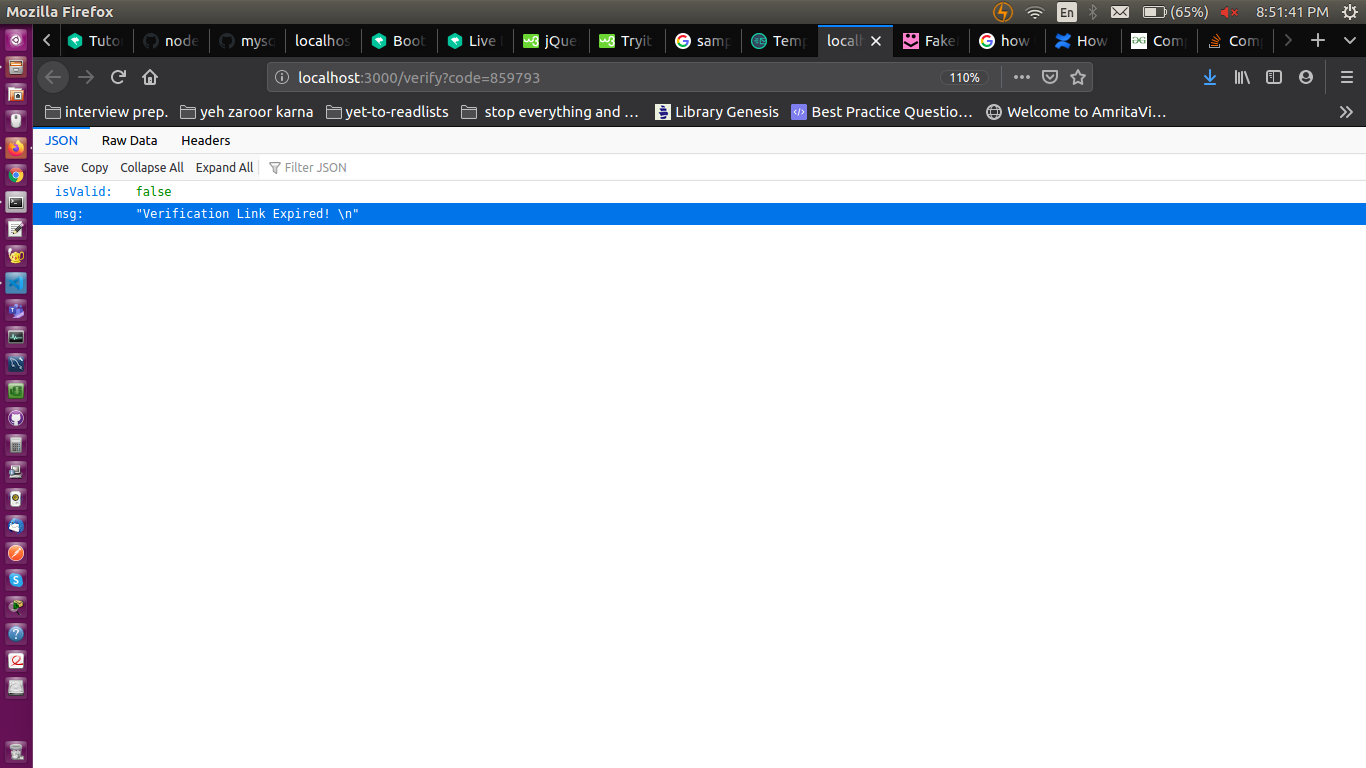 Mozilla Firefox En (65%) 8:51:41 PM
Tuto node mysq localhos Boot Live jQue Tryit samp Temp localh Fake how How Comp Comp
localhost:3000/verify?code=859793 110%
interview prep. yeh zaroor karna yet-to-readlists stop everything and … Library Genesis Best Practice Questio… Welcome to AmritaVi…
JSON Raw Data Headers
Save Copy Collapse All Expand All Filter JSON
isValid: false
msg: "Verification Link Expired! \n"